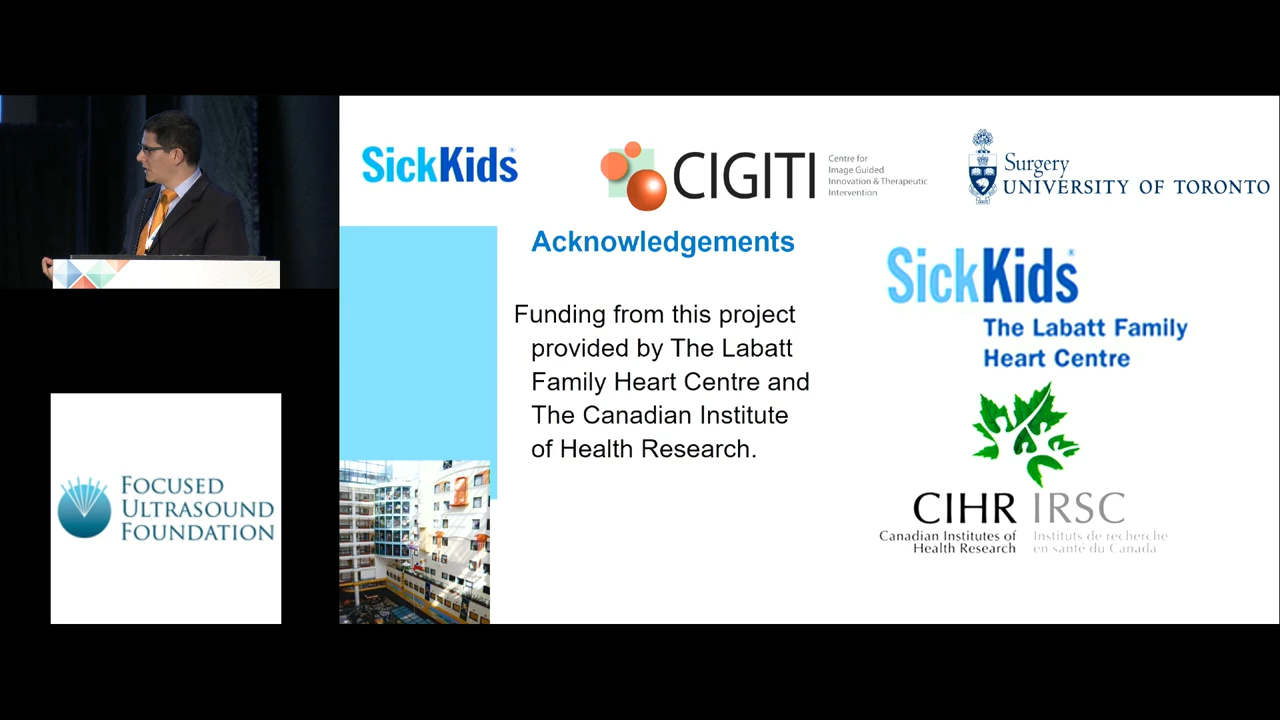 SickKids®
CIGITI
Centre for
Image Guided
Innovation & Therapeutic
Intervention
Surgery
UNIVERSITY OF TORONTO
Acknowledgements
Funding from this project
provided by The Labatt
Family Heart Centre and
The Canadian Institute
of Health Research.
SickKids®
The Labatt Family
Heart Centre
CIHR IRSC
Canadian Institutes of
Health Research
Instituts de recherche
en santé du Canada
FOCUSED
ULTRASOUND
FOUNDATION